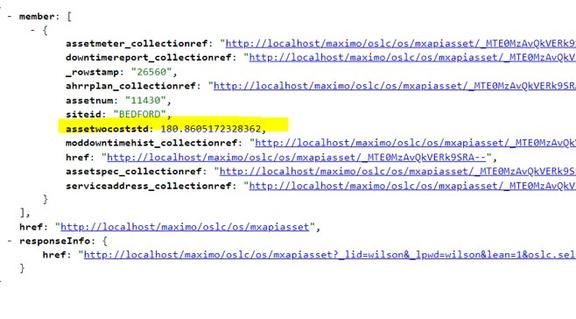 - member: [
- {
assetmeter_collectionref: "http://localhost/maximo/oslc/os/mxapiasset/_MTE0MzAvQkVERk9S
downtimereport_collectionref: "http://localhost/maximo/oslc/os/mxapiasset/_MTE0MzAvQkVE
_rowstamp: "26560",
ahrrplan_collectionref: "http://localhost/maximo/oslc/os/mxapiasset/_MTE0MzAvQkVERk9SRA
assetnum: "11430",
siteid: "BEDFORD",
assetwocoststd: 180.8605172328362,
moddowntimehist_collectionref: "http://localhost/maximo/oslc/os/mxapiasset/_MTE0MzAvQkV
href: "http://localhost/maximo/oslc/os/mxapiasset/_MTE0MzAvQkVERk9SRA--",
assetspec_collectionref: "http://localhost/maximo/oslc/os/mxapiasset/_MTE0MzAvQkVERk9SR
serviceaddress_collectionref: "http://localhost/maximo/oslc/os/mxapiasset/_MTE0MzAvQkVE
}
],
href: "http://localhost/maximo/oslc/os/mxapiasset",
- responseInfo: {
href: "http://localhost/maximo/oslc/os/mxapiasset?_lid=wilson&_lpwd=wilson&lean=1&oslc.sel
}